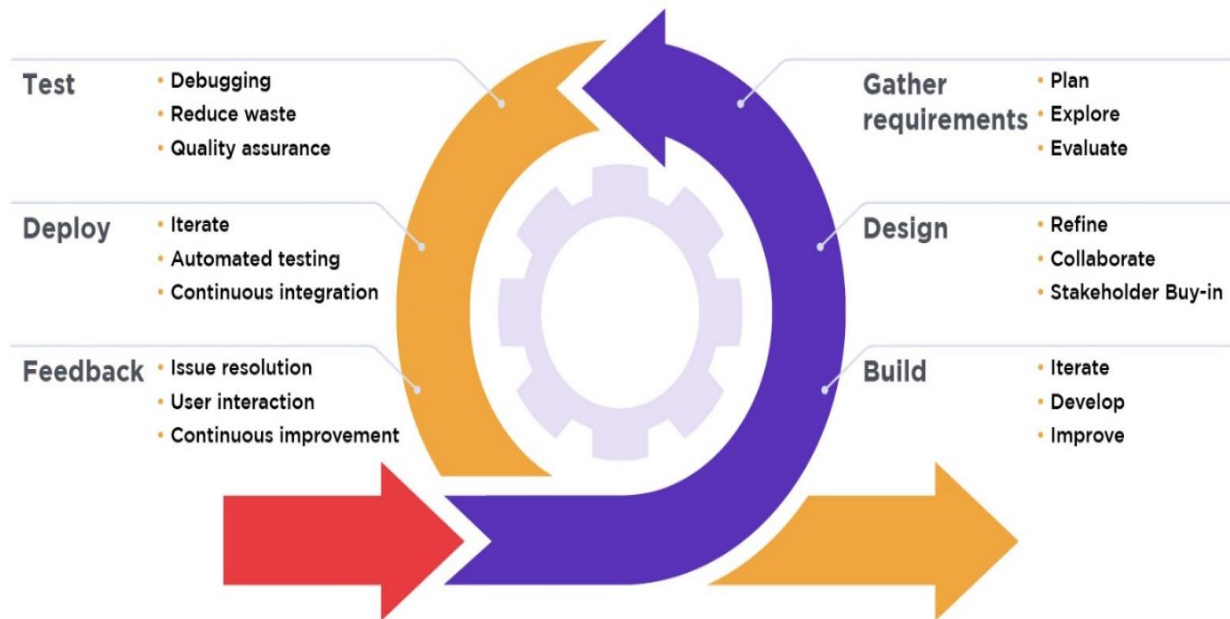 Test
• Debugging
• Reduce waste
• Quality assurance
Deploy
• Iterate
• Automated testing
• Continuous integration
Feedback
• Issue resolution
• User interaction
• Continuous improvement
Gather
requirements
• Plan
• Explore
• Evaluate
Design
• Refine
• Collaborate
• Stakeholder Buy-in
Build
• Iterate
• Develop
• Improve